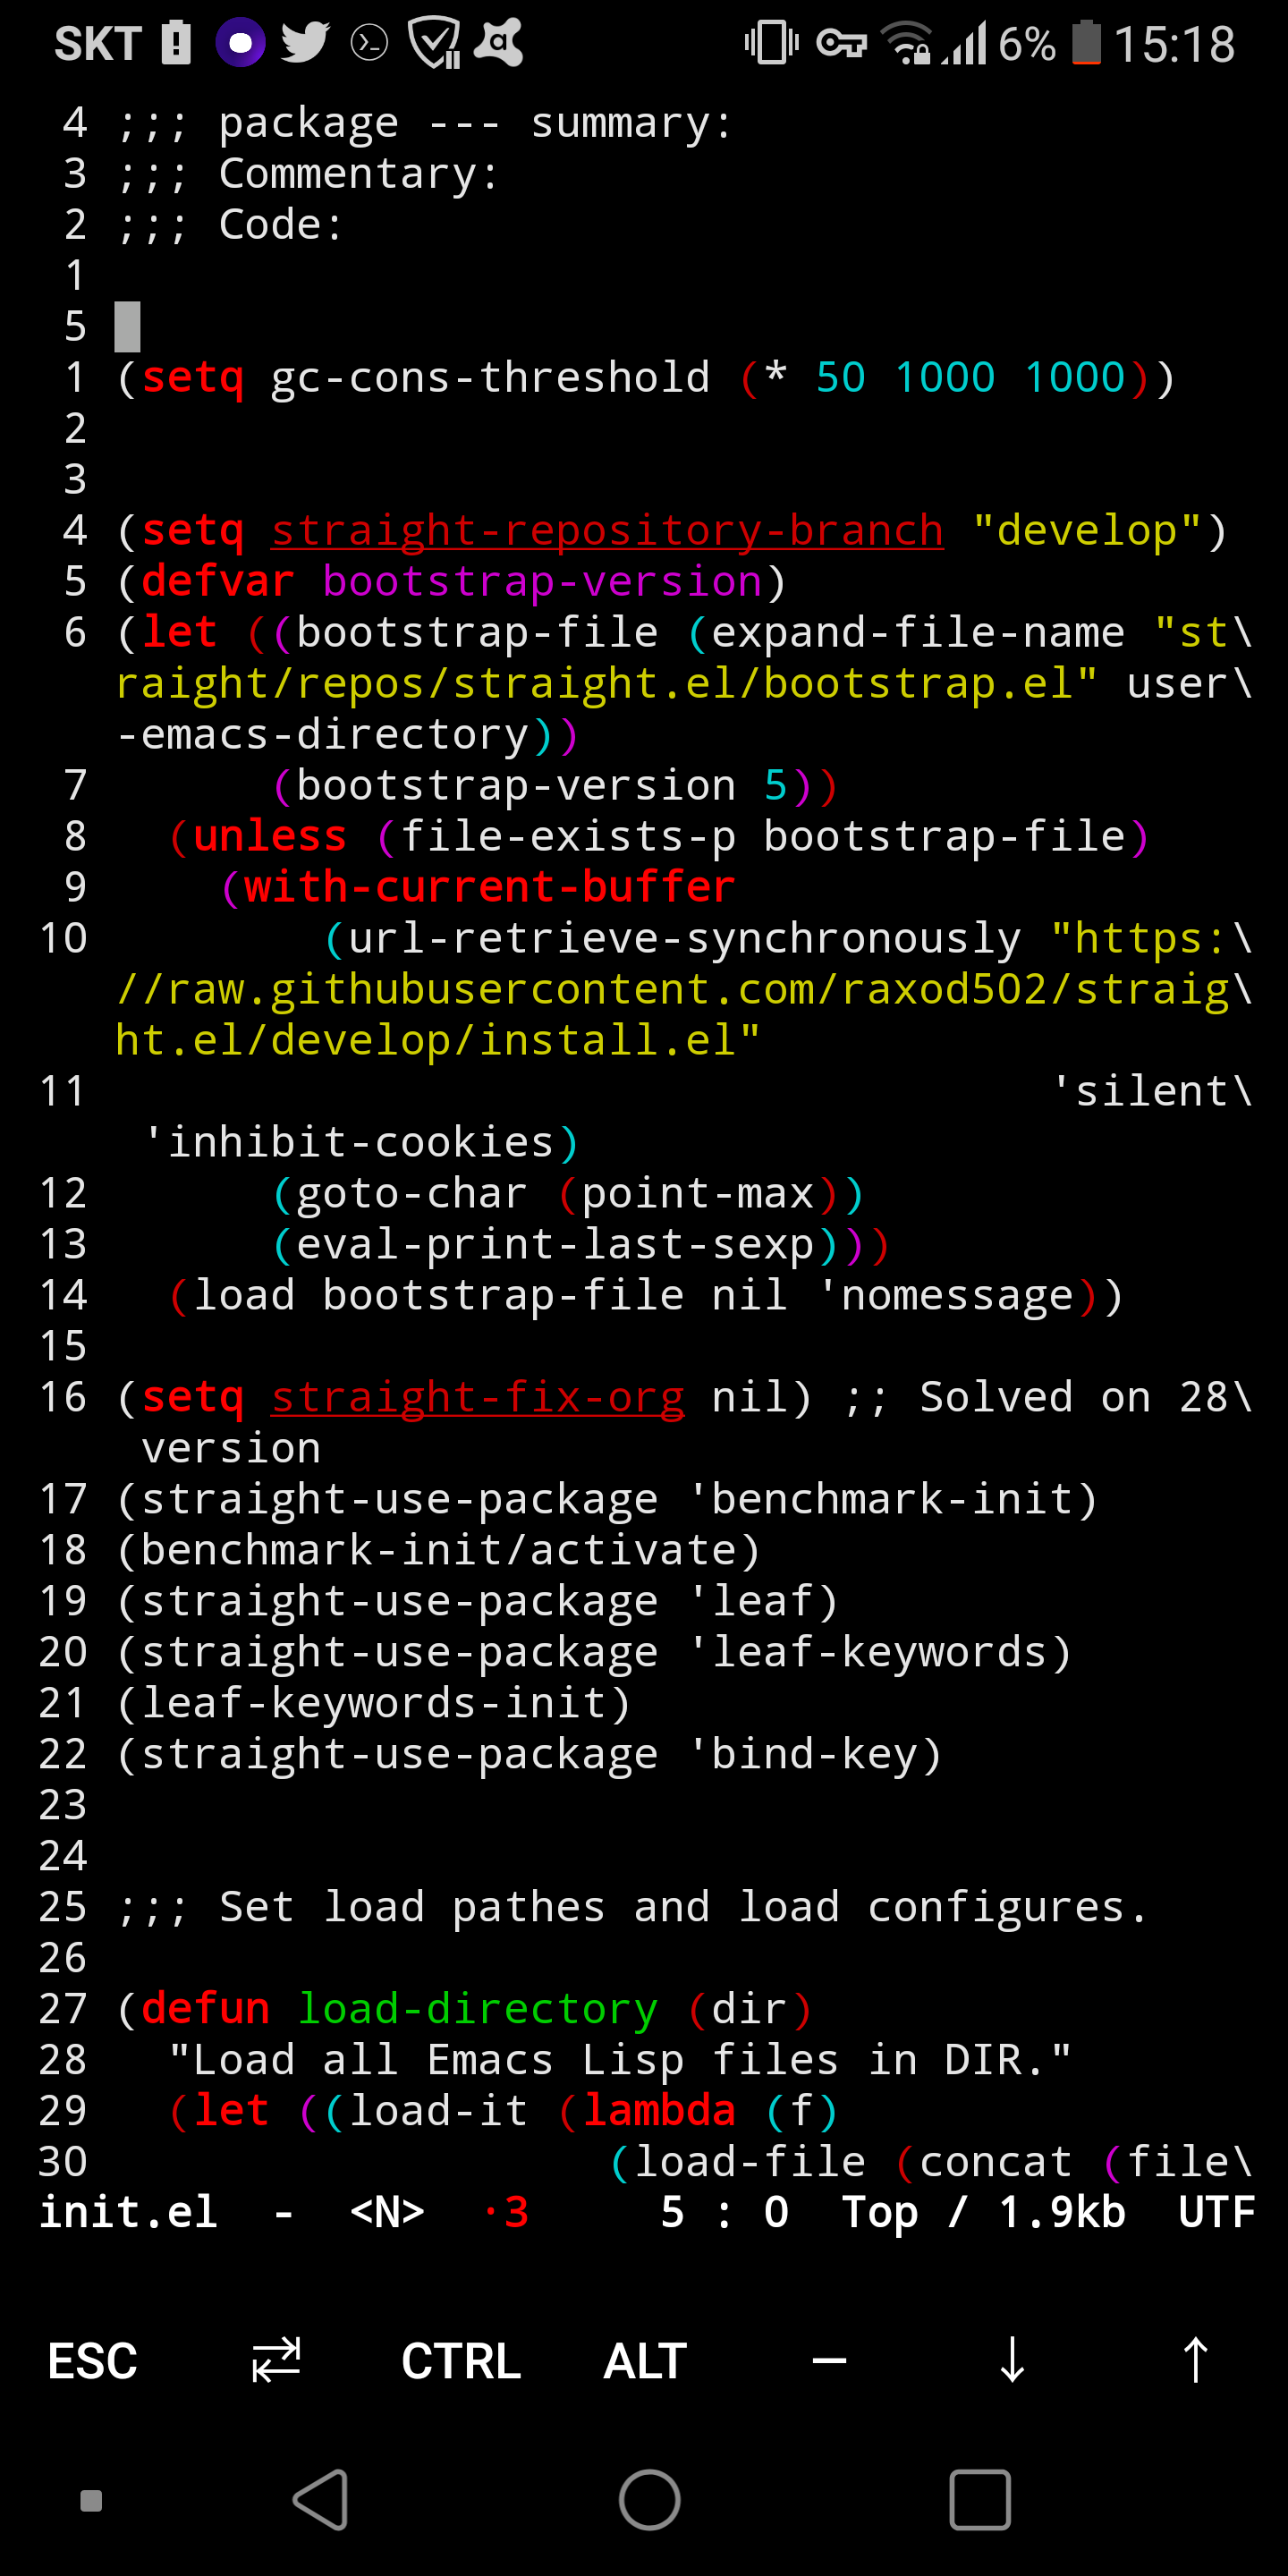 SKT 6% 15:18
4 ;;; package --- summary:
3 ;;; Commentary:
2 ;;; Code:
1
5
1 (setq gc-cons-threshold (* 50 1000 1000))
2
3
4 (setq straight-repository-branch "develop")
5 (defvar bootstrap-version)
6 (let ((bootstrap-file (expand-file-name "st\
raight/repos/straight.el/bootstrap.el" user\
-emacs-directory))
7       (bootstrap-version 5))
8   (unless (file-exists-p bootstrap-file)
9     (with-current-buffer
10         (url-retrieve-synchronously "https:\
//raw.githubusercontent.com/raxod502/straig\
ht.el/develop/install.el"
11                                     'silent\
 'inhibit-cookies)
12       (goto-char (point-max))
13       (eval-print-last-sexp)))
14   (load bootstrap-file nil 'nomessage))
15
16 (setq straight-fix-org nil) ;; Solved on 28\
 version
17 (straight-use-package 'benchmark-init)
18 (benchmark-init/activate)
19 (straight-use-package 'leaf)
20 (straight-use-package 'leaf-keywords)
21 (leaf-keywords-init)
22 (straight-use-package 'bind-key)
23
24
25 ;;; Set load pathes and load configures.
26
27 (defun load-directory (dir)
28   "Load all Emacs Lisp files in DIR."
29   (let ((load-it (lambda (f)
30                    (load-file (concat (file\
init.el - <N> ·3 5 : 0 Top / 1.9kb UTF
ESC ⇄ CTRL ALT — ↓ ↑